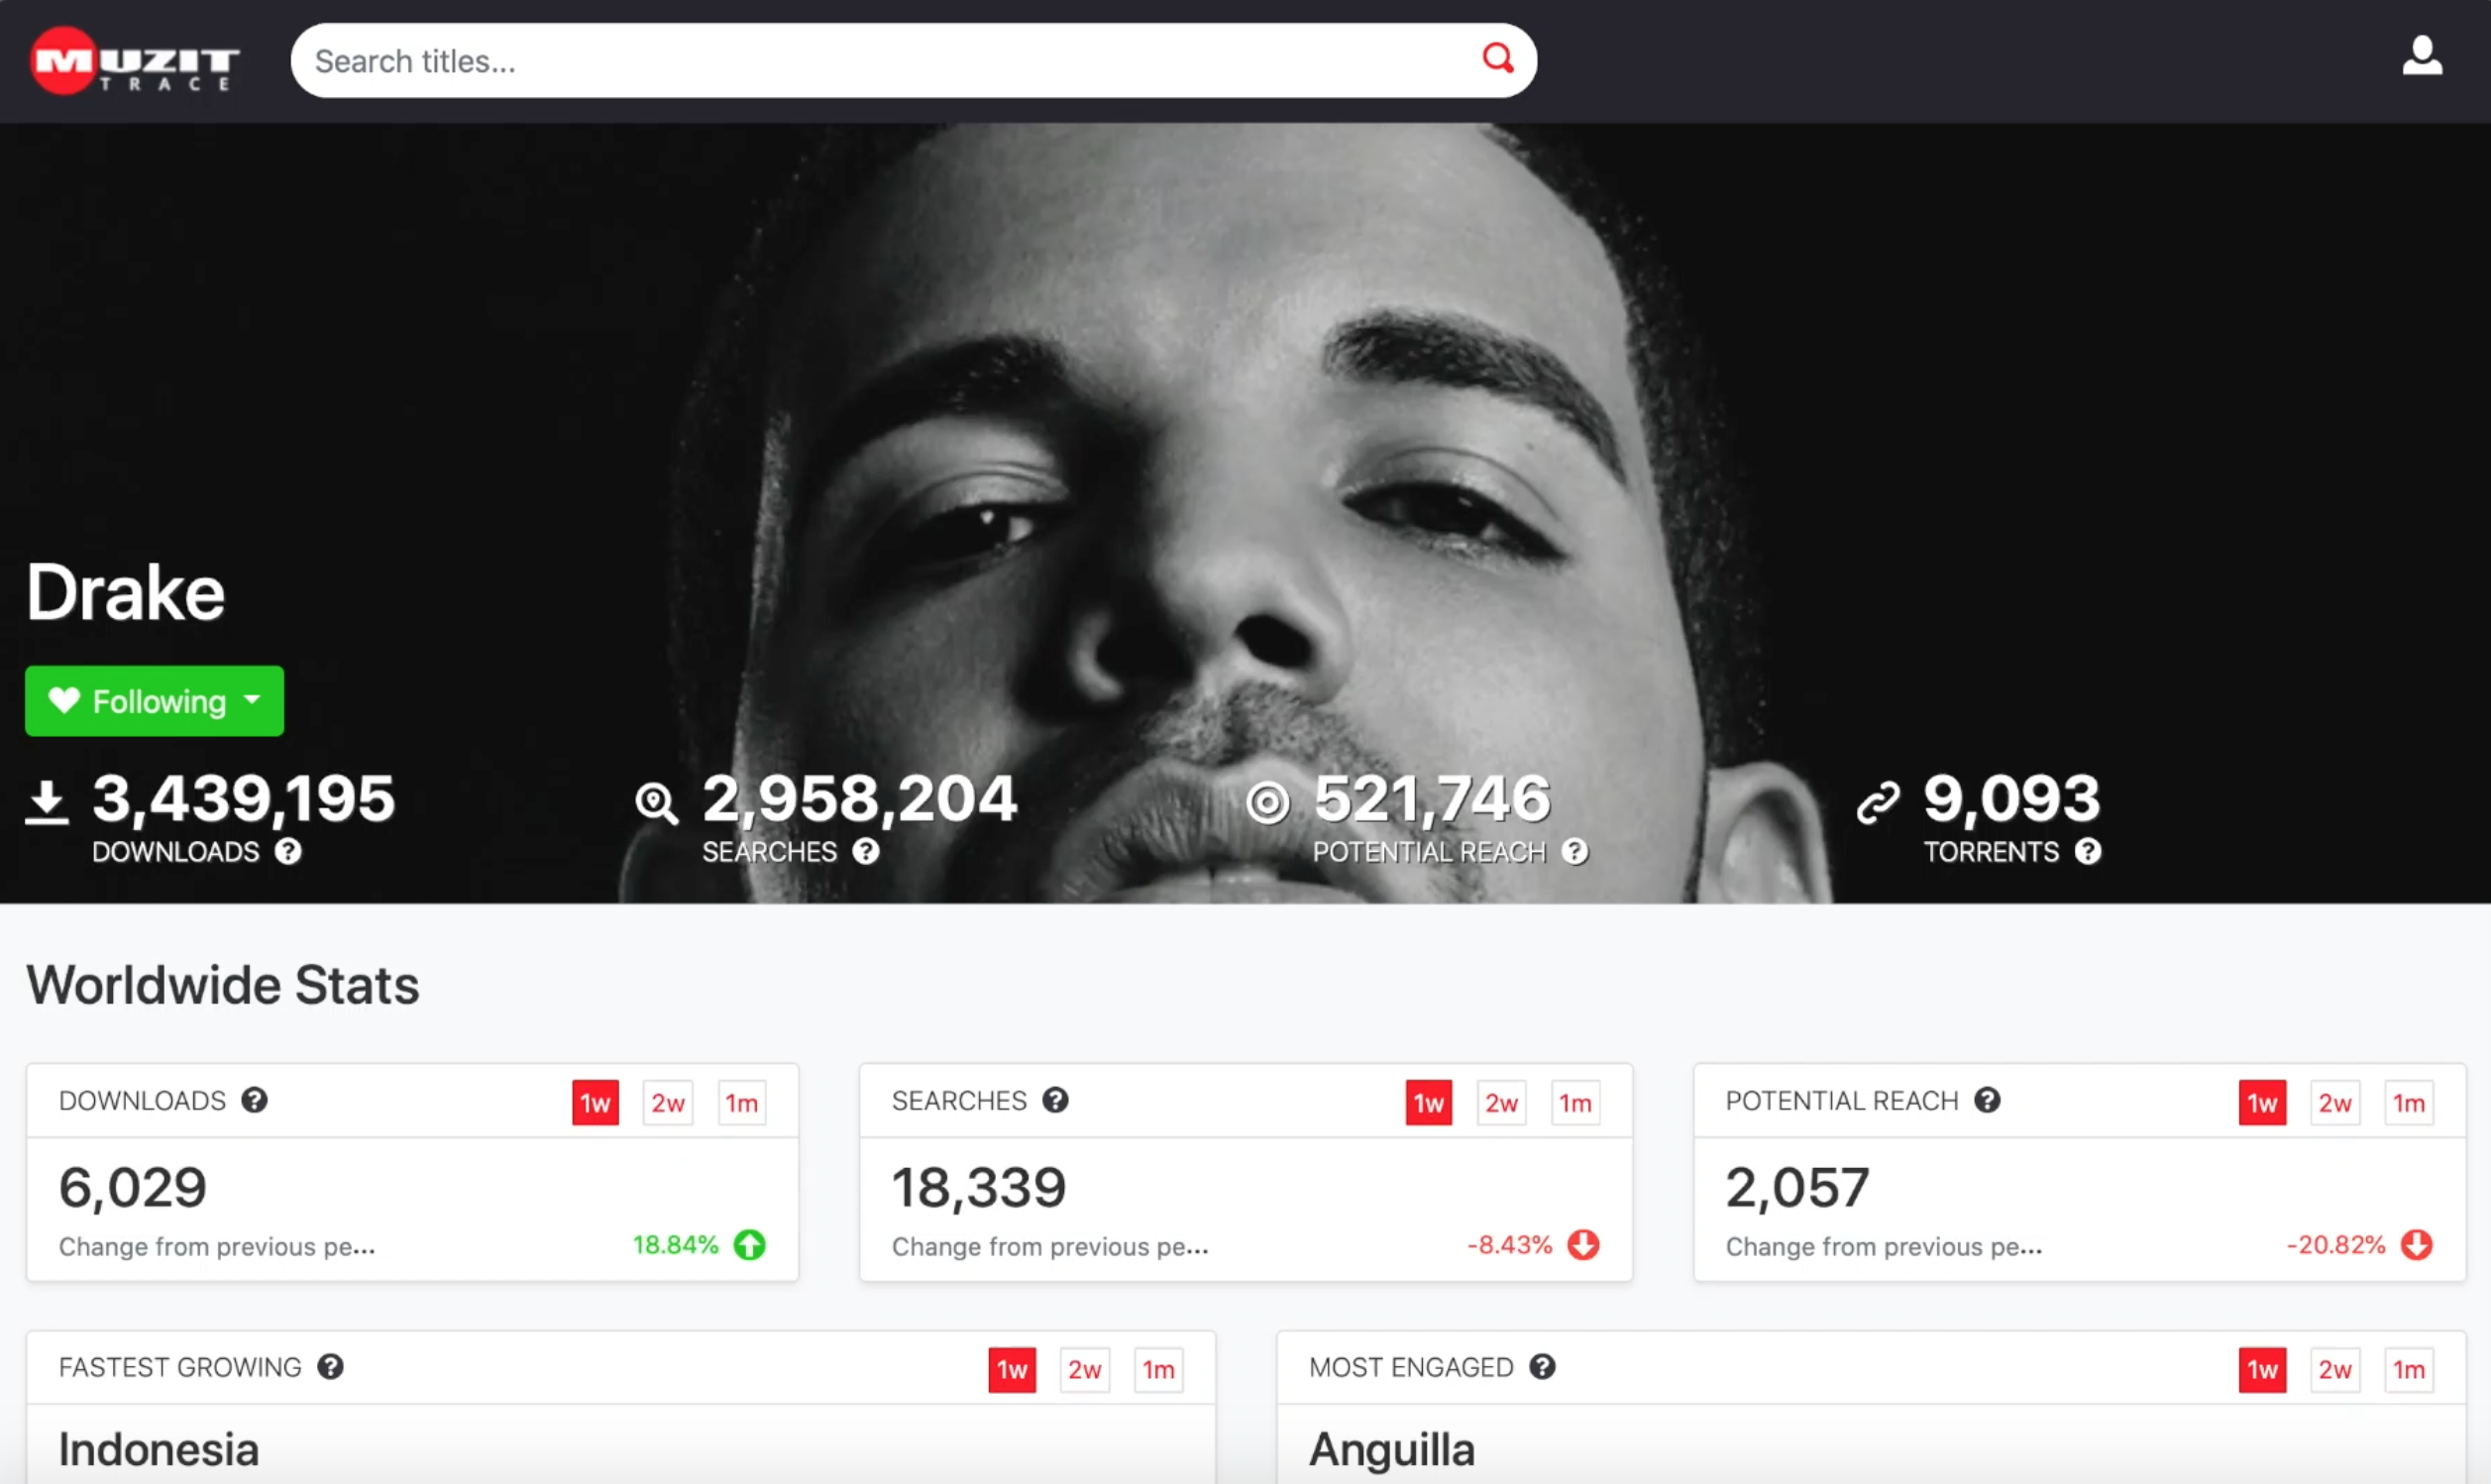 MUZIT
TRACE
Search titles...
Drake
Following
3,439,195
DOWNLOADS ?
2,958,204
SEARCHES ?
521,746
POTENTIAL REACH ?
9,093
TORRENTS ?
Worldwide Stats
DOWNLOADS ? 1w 2w 1m
6,029
Change from previous pe... 18.84%
SEARCHES ? 1w 2w 1m
18,339
Change from previous pe... -8.43%
POTENTIAL REACH ? 1w 2w 1m
2,057
Change from previous pe... -20.82%
FASTEST GROWING ? 1w 2w 1m
Indonesia
MOST ENGAGED ? 1w 2w 1m
Anguilla